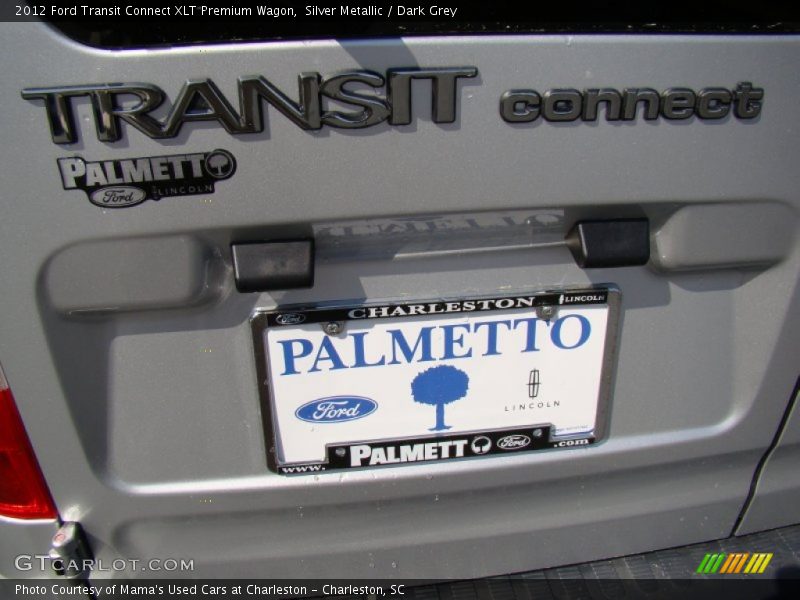 2012 Ford Transit Connect XLT Premium Wagon, Silver Metallic / Dark Grey
TRANSIT connect
PALMETTO
Ford LINCOLN
Ford CHARLESTON LINCOLN
PALMETTO
Ford LINCOLN
PALMETTO Ford
www. .com
GTCARLOT.COM
Photo Courtesy of Mama's Used Cars at Charleston - Charleston, SC